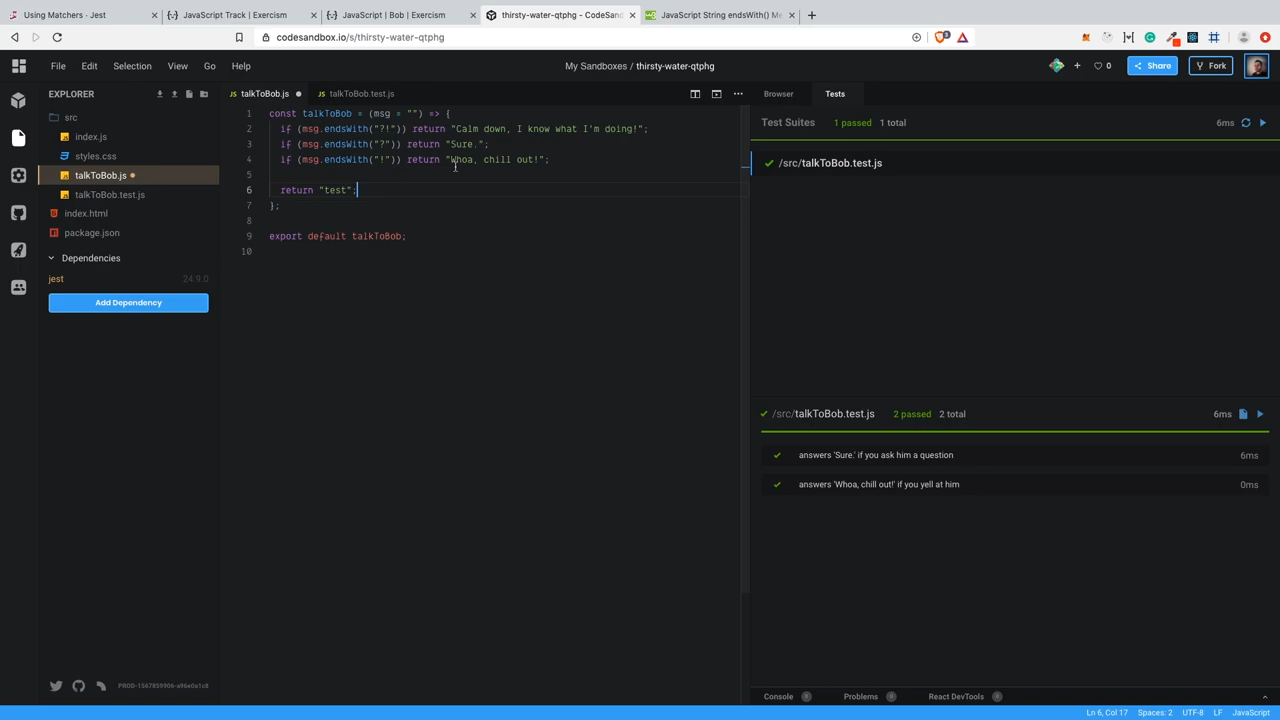 Using Matchers · Jest
JavaScript Track | Exercism
JavaScript | Bob | Exercism
thirsty-water-qtphg - CodeSand
JavaScript String endsWith() Me
codesandbox.io/s/thirsty-water-qtphg
File Edit Selection View Go Help
My Sandboxes / thirsty-water-qtphg
0
Share
Fork
EXPLORER
src
index.js
styles.css
talkToBob.js
talkToBob.test.js
index.html
package.json
Dependencies
jest 24.9.0
Add Dependency
PROD-1567859906-a96e0a1c8
talkToBob.js
talkToBob.test.js
1 const talkToBob = (msg = "") => {
2 if (msg.endsWith("?!")) return "Calm down, I know what I'm doing!";
3 if (msg.endsWith("?")) return "Sure.";
4 if (msg.endsWith("!")) return "Whoa, chill out!";
5
6 return "test";
7 };
8
9 export default talkToBob;
10
Browser
Tests
Test Suites 1 passed 1 total 6ms
/src/talkToBob.test.js
/src/talkToBob.test.js 2 passed 2 total 6ms
answers 'Sure.' if you ask him a question 6ms
answers 'Whoa, chill out!' if you yell at him 0ms
Console 0
Problems 0
React DevTools 0
Ln 6, Col 17 Spaces: 2 UTF-8 LF JavaScript